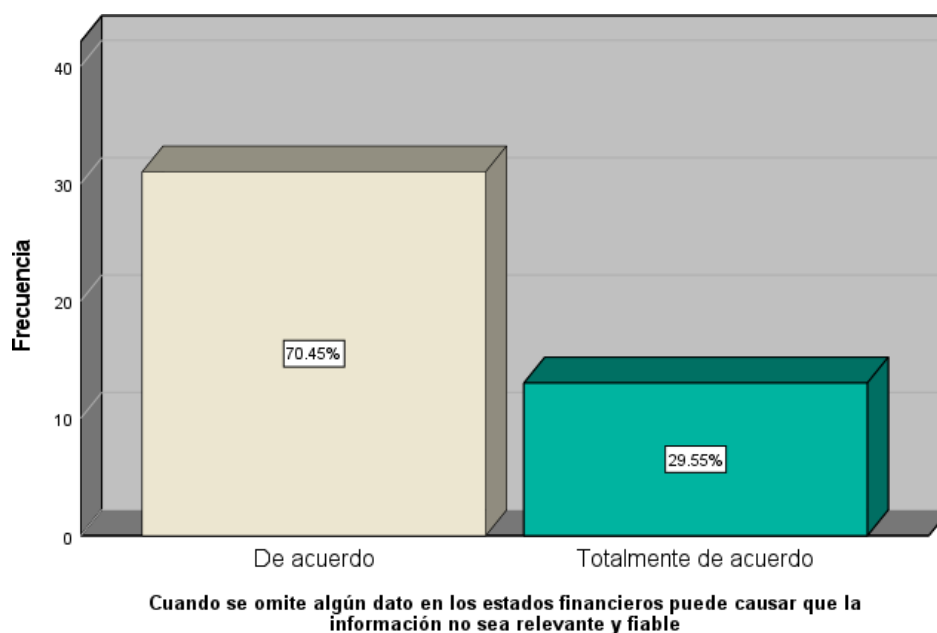 40
30
20
10
0
Frecuencia
70.45%
29.55%
De acuerdo
Totalmente de acuerdo
Cuando se omite algún dato en los estados financieros puede causar que la
información no sea relevante y fiable